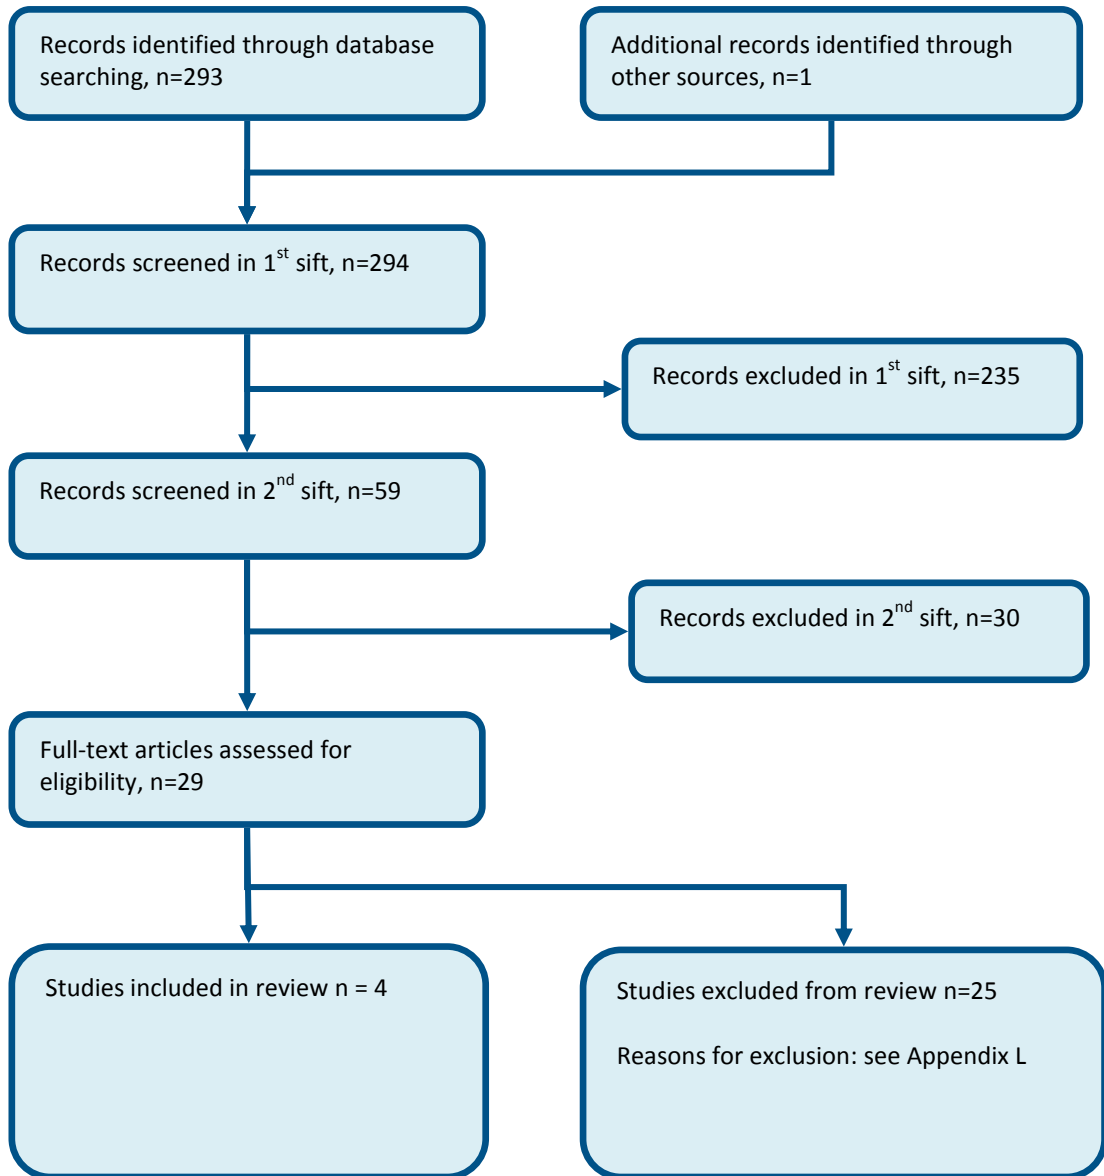 Records identified through database
searching, n=293
Additional records identified through
other sources, n=1
Records screened in 1st sift, n=294
Records excluded in 1st sift, n=235
Records screened in 2nd sift, n=59
Records excluded in 2nd sift, n=30
Full-text articles assessed for
eligibility, n=29
Studies included in review n = 4
Studies excluded from review n=25
Reasons for exclusion: see Appendix L